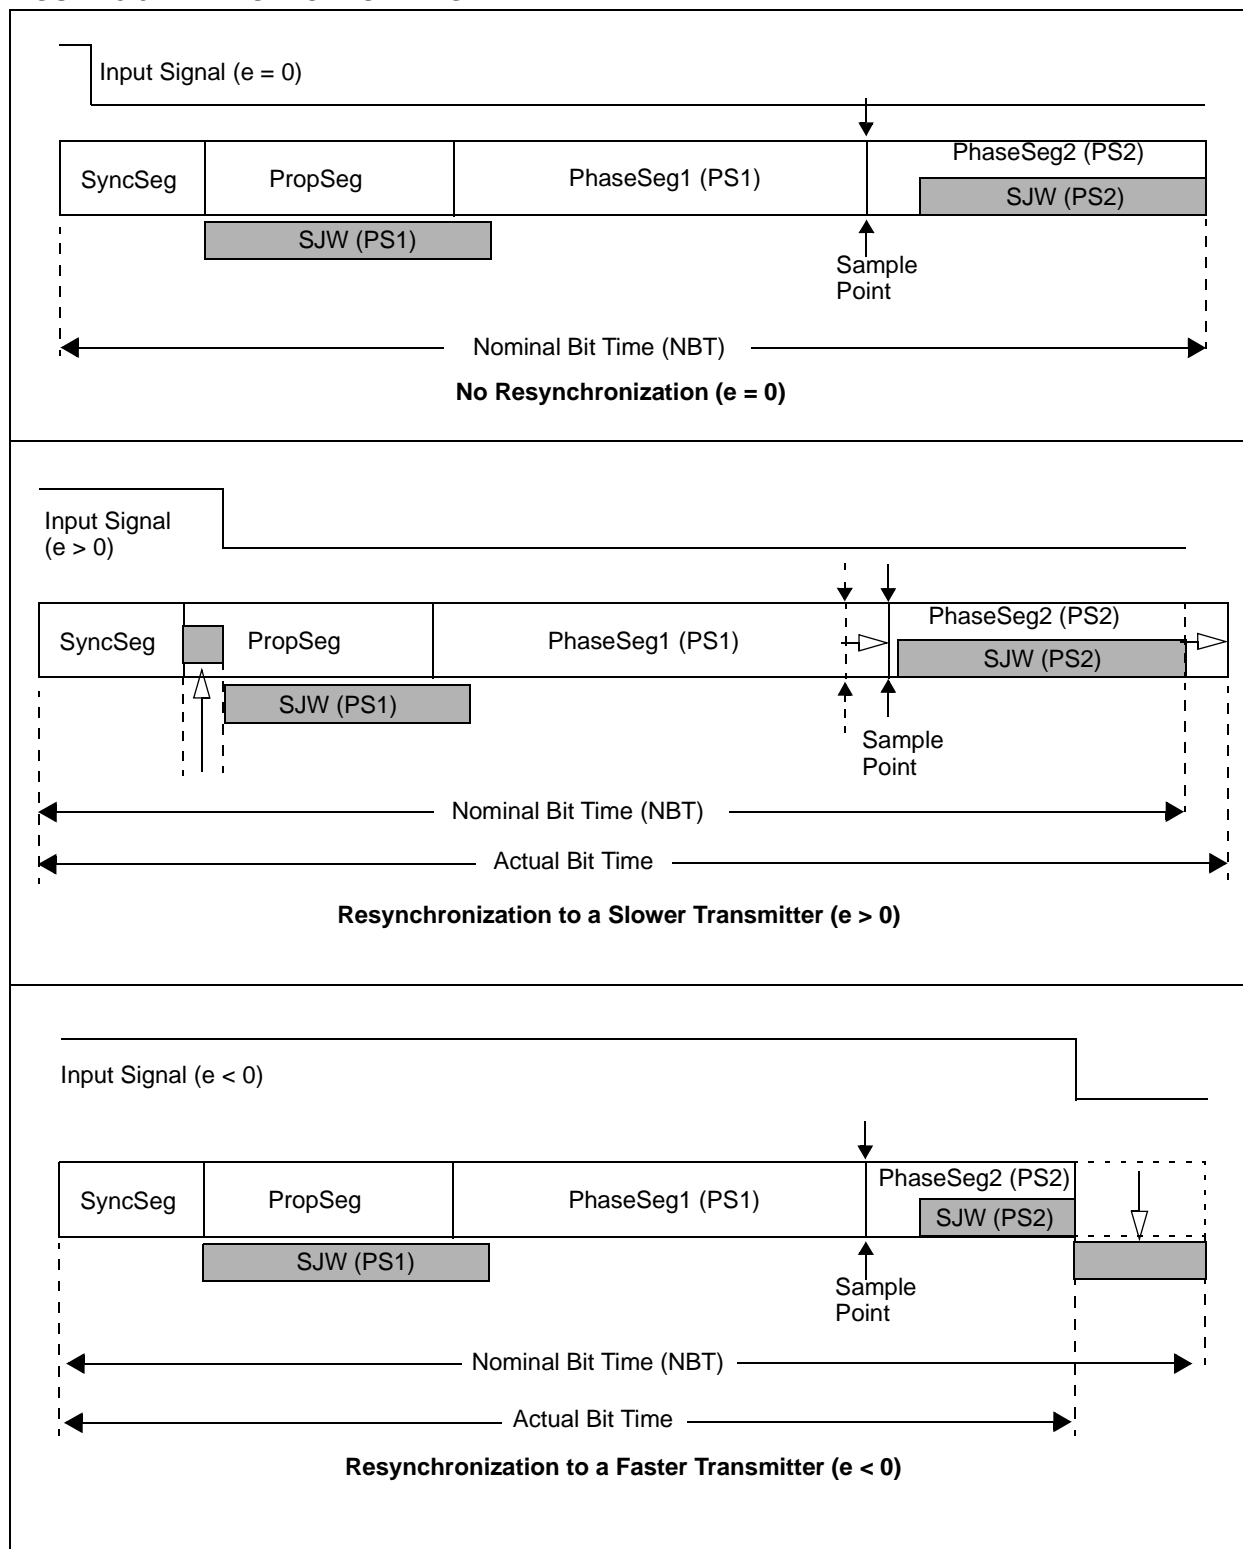 Input Signal (e = 0)
SyncSeg
PropSeg
PhaseSeg1 (PS1)
PhaseSeg2 (PS2)
SJW (PS2)
SJW (PS1)
Sample
Point
Nominal Bit Time (NBT)
No Resynchronization (e = 0)
Input Signal
(e > 0)
SyncSeg
PropSeg
PhaseSeg1 (PS1)
PhaseSeg2 (PS2)
SJW (PS2)
SJW (PS1)
Sample
Point
Nominal Bit Time (NBT)
Actual Bit Time
Resynchronization to a Slower Transmitter (e > 0)
Input Signal (e < 0)
SyncSeg
PropSeg
PhaseSeg1 (PS1)
PhaseSeg2 (PS2)
SJW (PS2)
SJW (PS1)
Sample
Point
Nominal Bit Time (NBT)
Actual Bit Time
Resynchronization to a Faster Transmitter (e < 0)